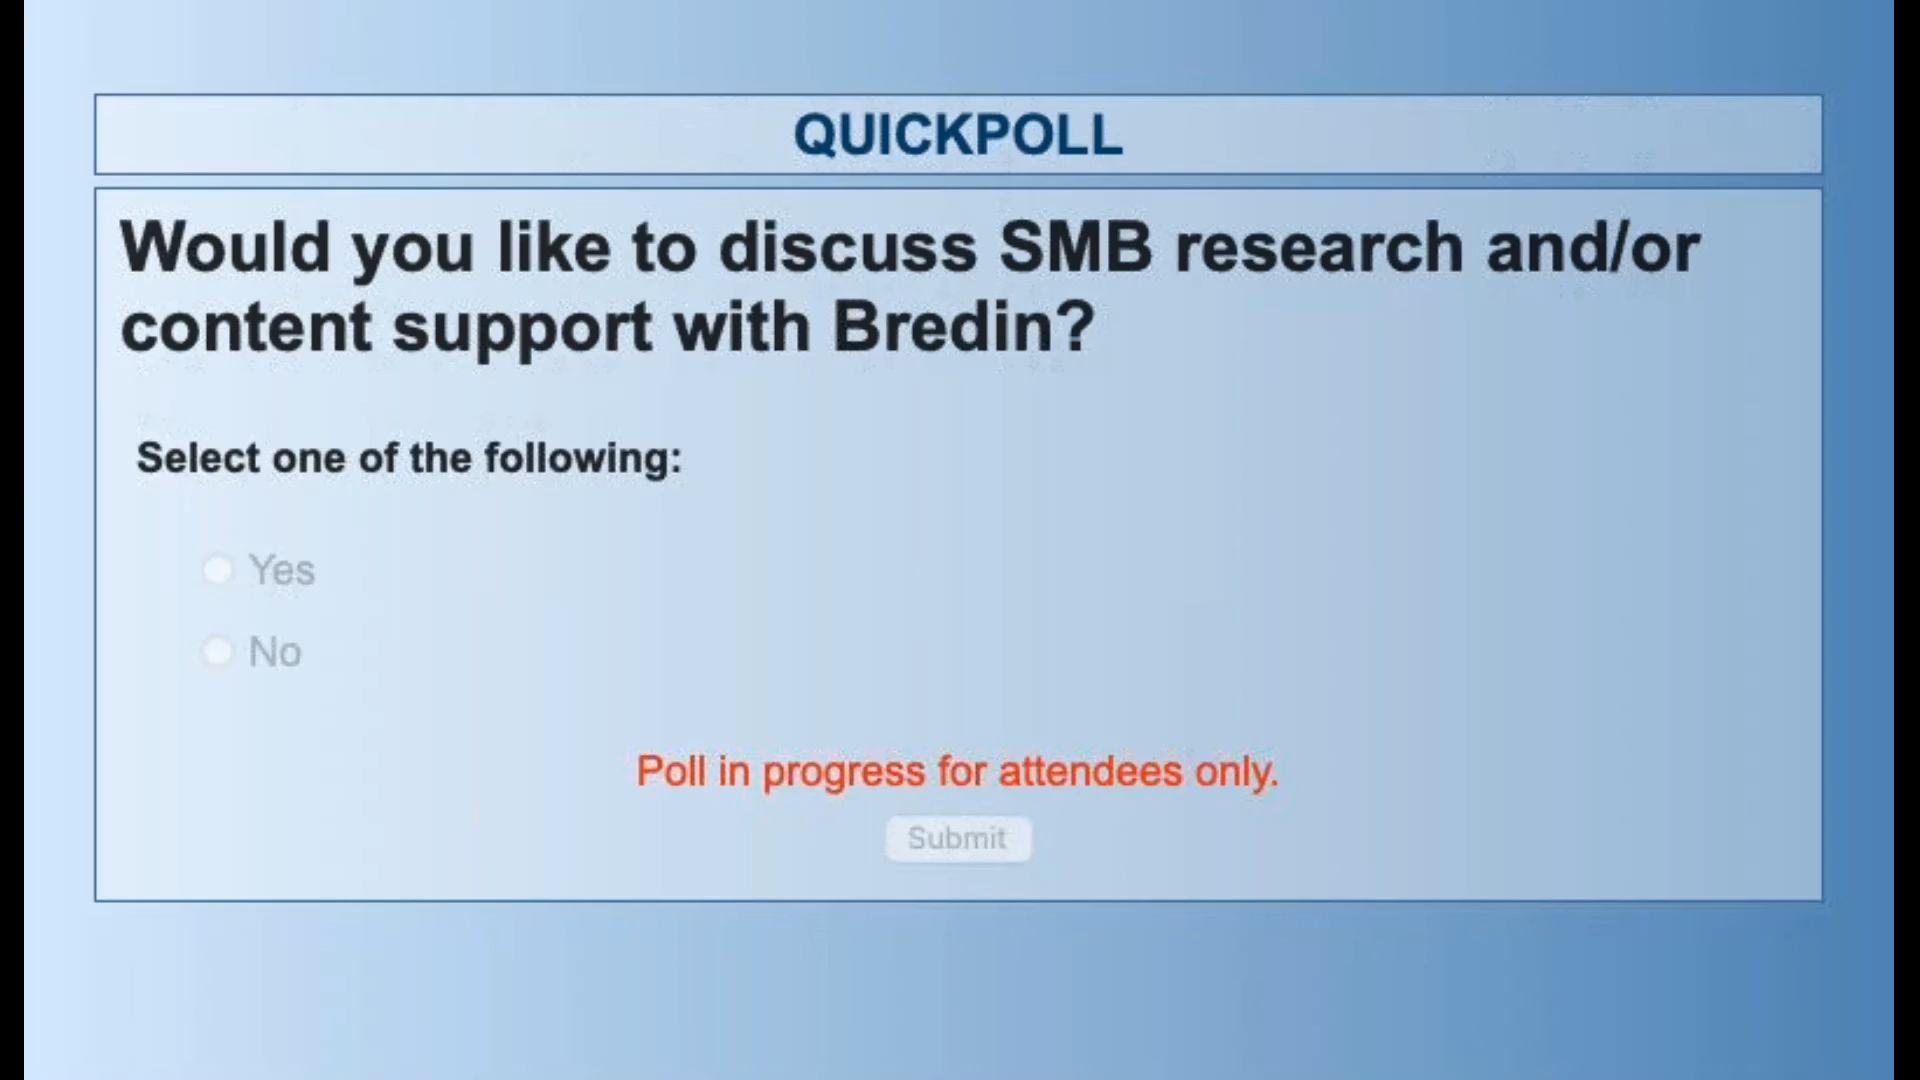 QUICKPOLL
Would you like to discuss SMB research and/or
content support with Bredin?
Select one of the following:
Yes
No
Poll in progress for attendees only.
Submit